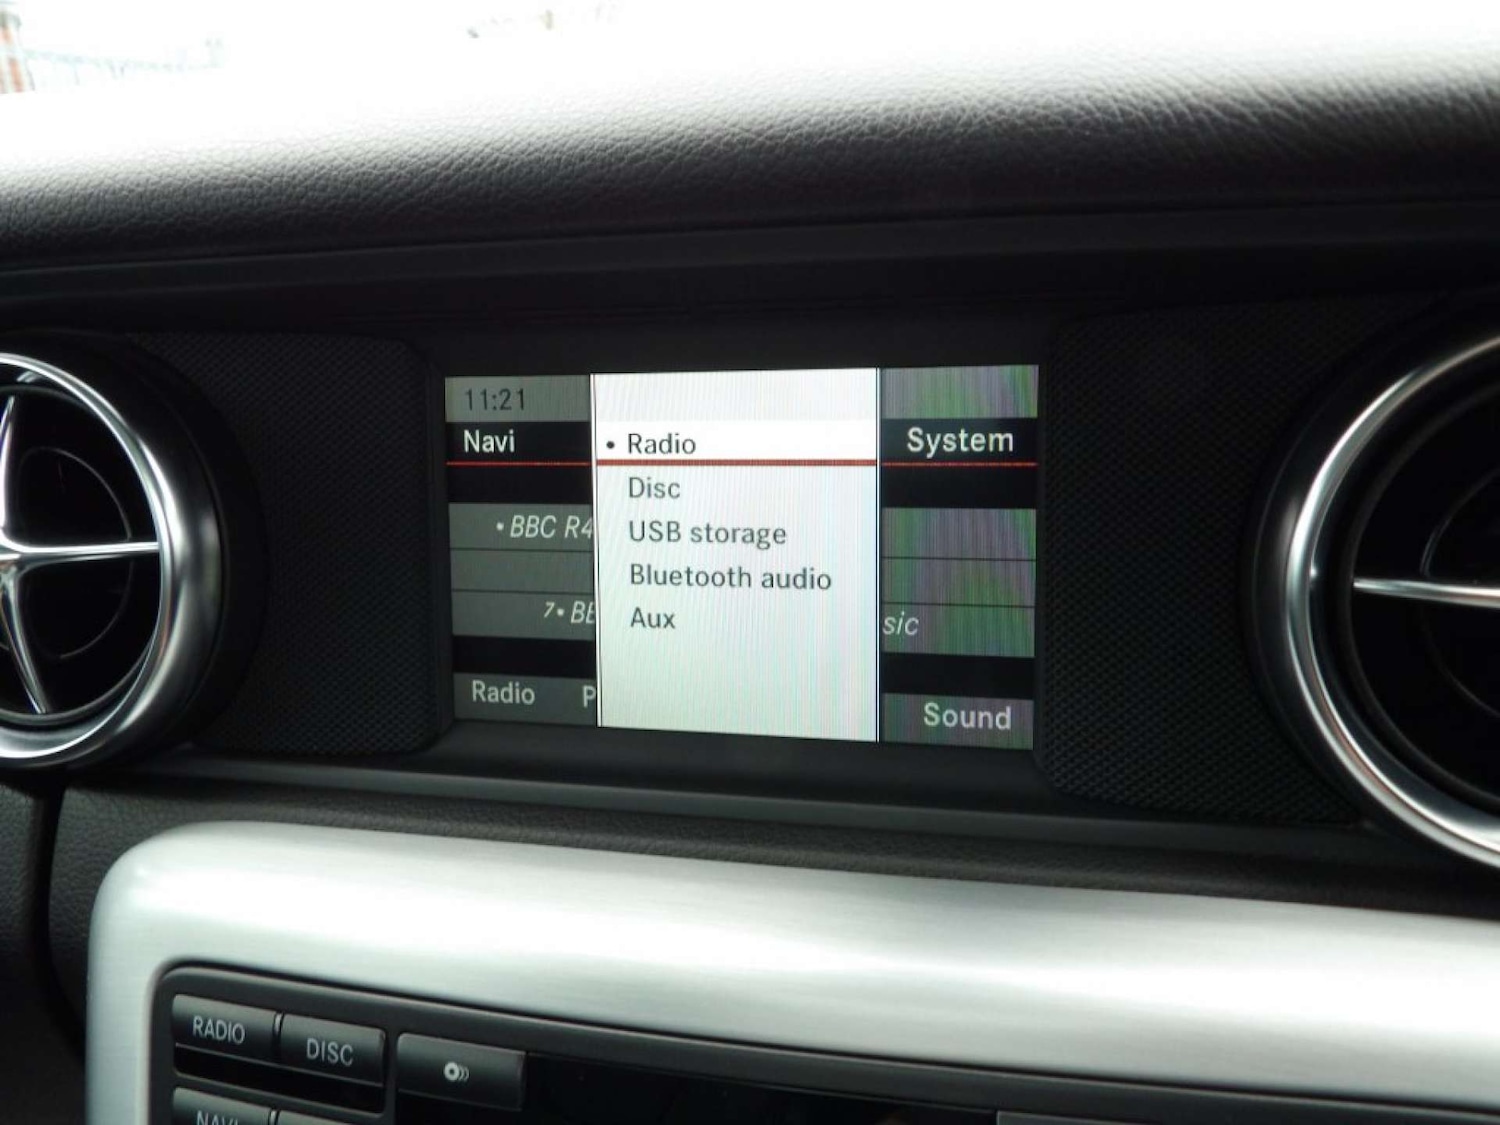 11:21
Navi
• Radio
System
Disc
• BBC R4
USB storage
Bluetooth audio
7•
Aux
sic
Radio
Sound
RADIO
DISC
NAVI